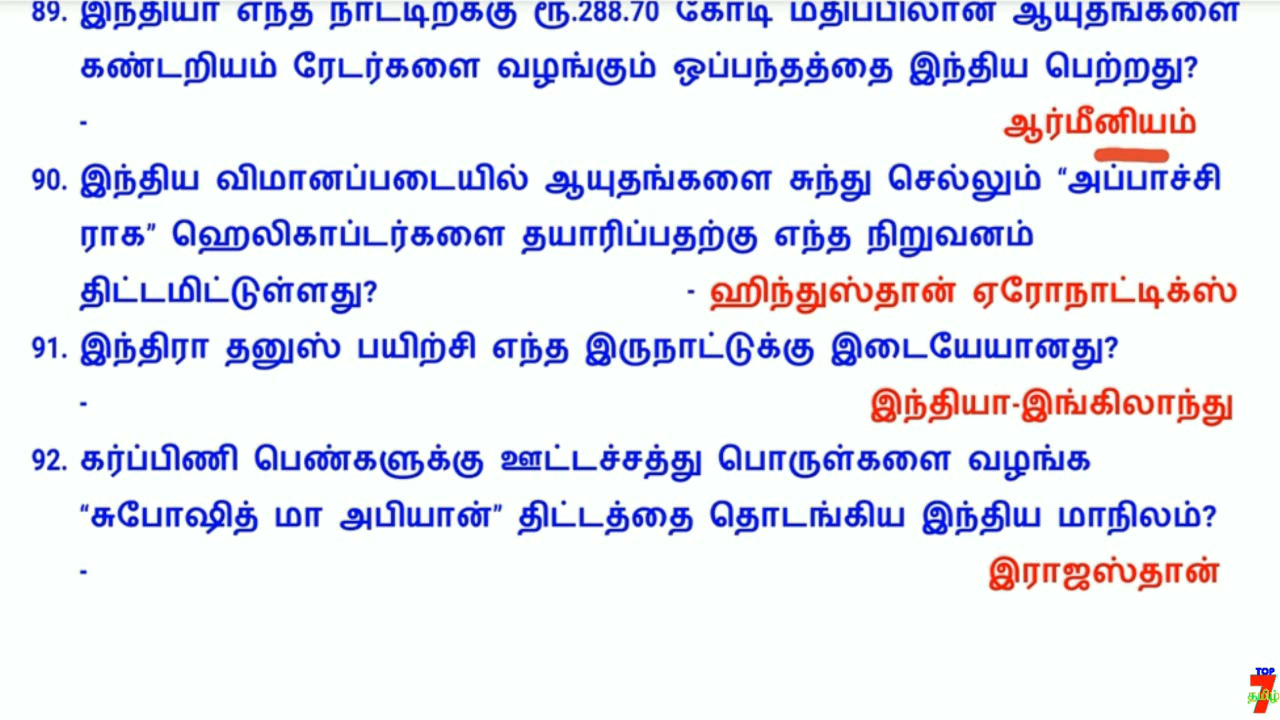 89. இந்தியா எந்த நாட்டிற்க்கு ரூ.288.70 கோடி மதிப்பிலான ஆயுதங்களை
கண்டறியம் ரேடர்களை வழங்கும் ஒப்பந்தத்தை இந்திய பெற்றது?
- ஆர்மீனியம்
90. இந்திய விமானப்படையில் ஆயுதங்களை சுந்து செல்லும் “அப்பாச்சி
ராக” ஹெலிகாப்டர்களை தயாரிப்பதற்கு எந்த நிறுவனம்
திட்டமிட்டுள்ளது? - ஹிந்துஸ்தான் ஏரோநாட்டிக்ஸ்
91. இந்திரா தனுஸ் பயிற்சி எந்த இருநாட்டுக்கு இடையேயானது?
- இந்தியா-இங்கிலாந்து
92. கர்ப்பிணி பெண்களுக்கு ஊட்டச்சத்து பொருள்களை வழங்க
“சுபோஷித் மா அபியான்” திட்டத்தை தொடங்கிய இந்திய மாநிலம்?
- இராஜஸ்தான்
TOP
7
தமிழ்